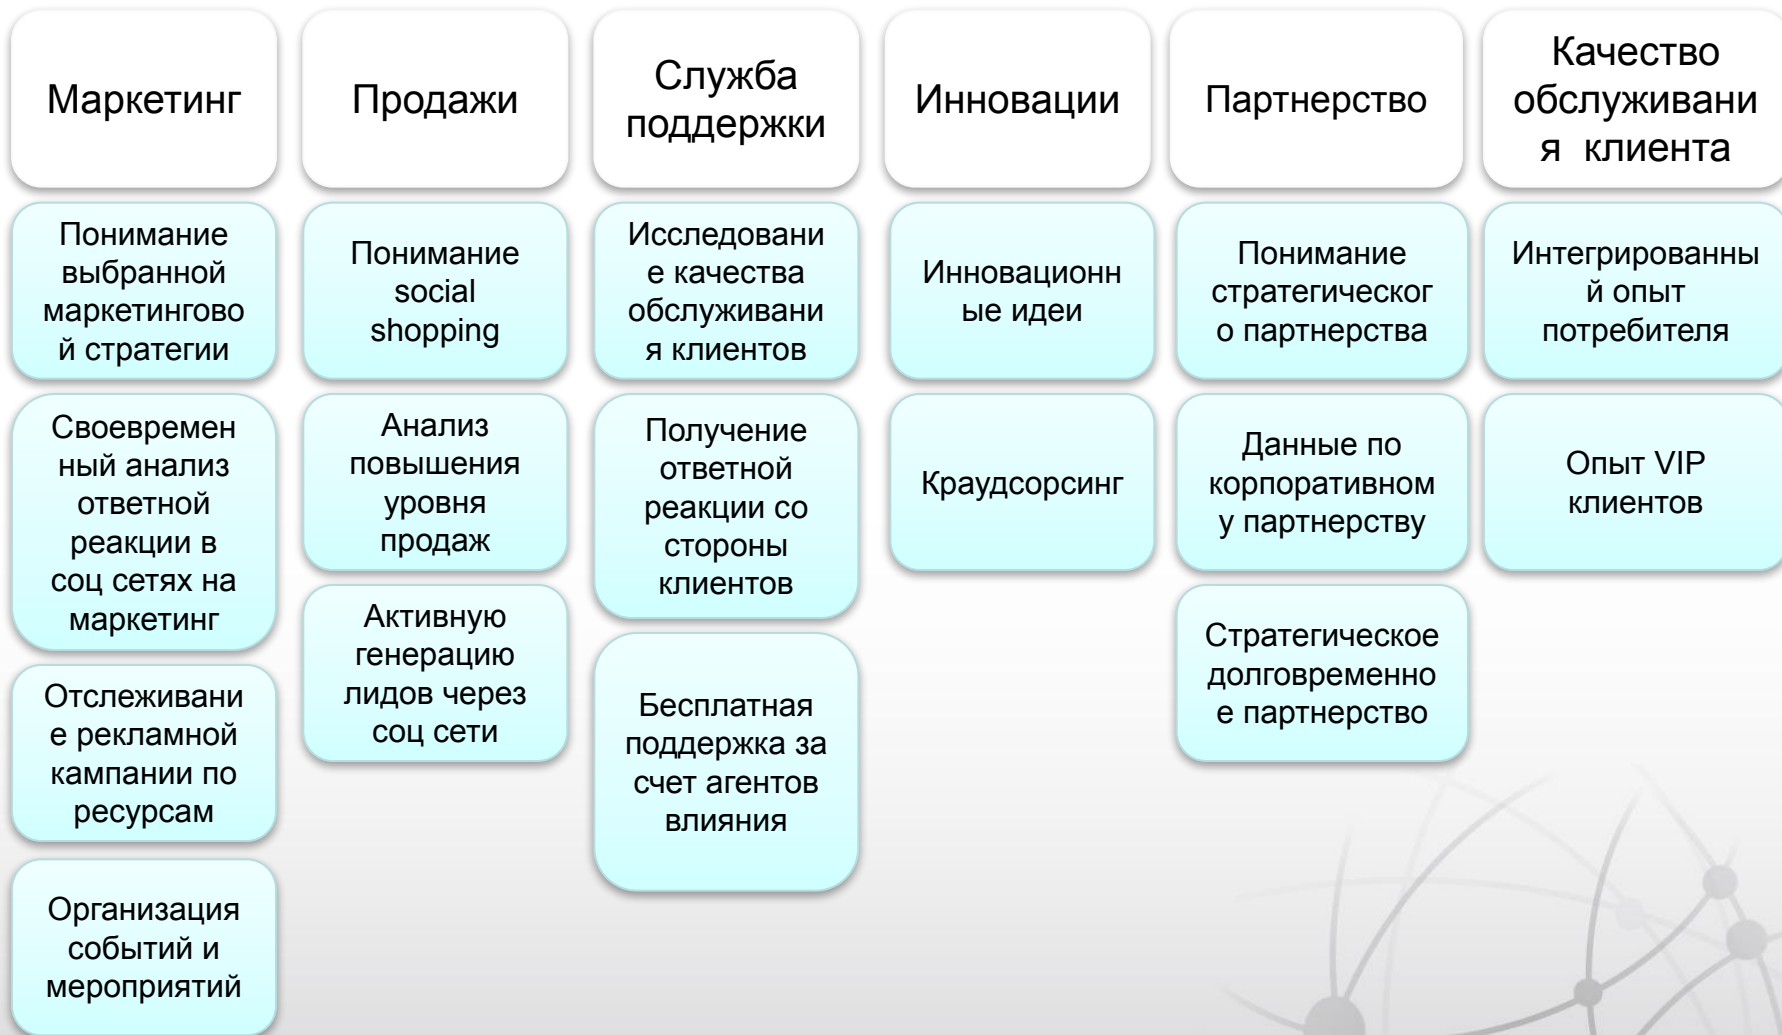 Маркетинг
Продажи
Служба
поддержки
Инновации
Партнерство
Качество
обслуживани
я клиента
Понимание
выбранной
маркетингово
й стратегии
Понимание
social
shopping
Исследовани
е качества
обслуживани
я клиентов
Инновационн
ые идеи
Понимание
стратегическог
о партнерства
Интегрированны
й опыт
потребителя
Своевремен
ный анализ
ответной
реакции в
соц сетях на
маркетинг
Анализ
повышения
уровня
продаж
Получение
ответной
реакции со
стороны
клиентов
Краудсорсинг
Данные по
корпоративном
у партнерству
Опыт VIP
клиентов
Отслеживани
е рекламной
кампании по
ресурсам
Активную
генерацию
лидов через
соц сети
Бесплатная
поддержка за
счет агентов
влияния
Стратегическое
долговременно
е партнерство
Организация
событий и
мероприятий